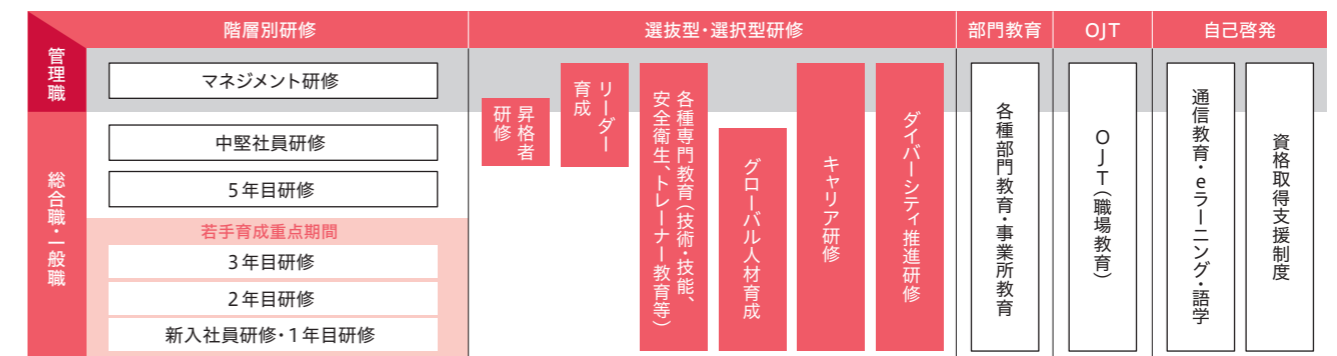 階層別研修
選抜型・選択型研修
部門教育
OJT
自己啓発
管理職
マネジメント研修
総合職・一般職
中堅社員研修
5年目研修
若手育成重点期間
3年目研修
2年目研修
新入社員研修・1年目研修
昇格者
研修
リーダー
育成
各種専門教育（技術・技能、
安全衛生、トレーナー教育等）
グローバル人材育成
キャリア研修
ダイバーシティ推進研修
各種部門教育・事業所教育
OJT（職場教育）
通信教育・eラーニング・語学
資格取得支援制度